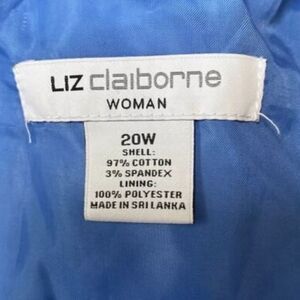 LIZ claiborne
WOMAN
20W
SHELL:
97% COTTON
3% SPANDEX
LINING:
100% POLYESTER
MADE IN SRI LANKA